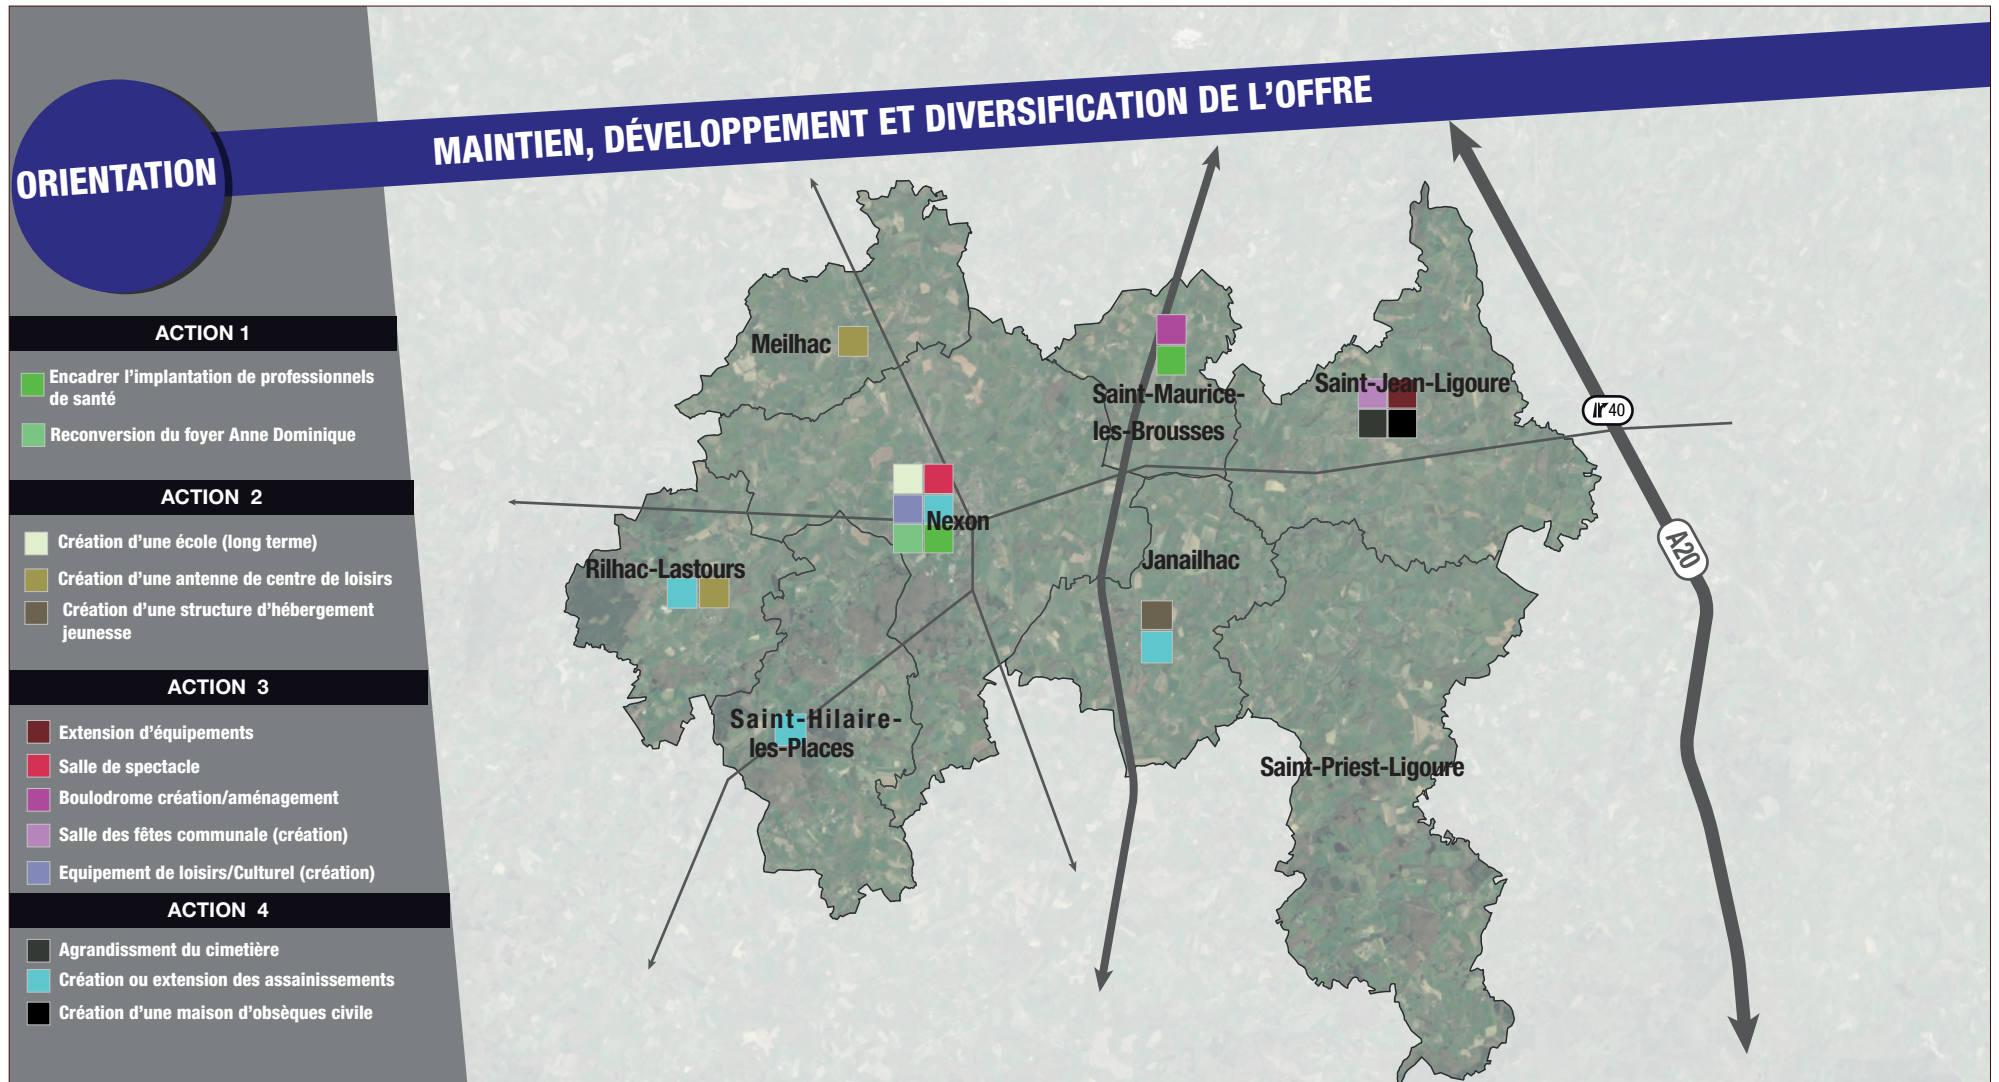 MAINTIEN, DÉVELOPPEMENT ET DIVERSIFICATION DE L'OFFRE
ORIENTATION
ACTION 1
Encadrer l'implantation de professionnels
de santé
Reconversion du foyer Anne Dominique
ACTION 2
Création d'une école (long terme)
Création d'une antenne de centre de loisirs
Création d'une structure d'hébergement
jeunesse
ACTION 3
Extension d'équipements
Salle de spectacle
Boulodrome création/aménagement
Salle des fêtes communale (création)
Equipement de loisirs/Culturel (création)
ACTION 4
Agrandissment du cimetière
Création ou extension des assainissements
Création d'une maison d'obsèques civile
Meilhac
Saint-Maurice-
les-Brousses
Saint-Jean-Ligoure
40
Nexon
A20
Rilhac-Lastours
Janailhac
Saint-Hilaire-
les-Places
Saint-Priest-Ligoure